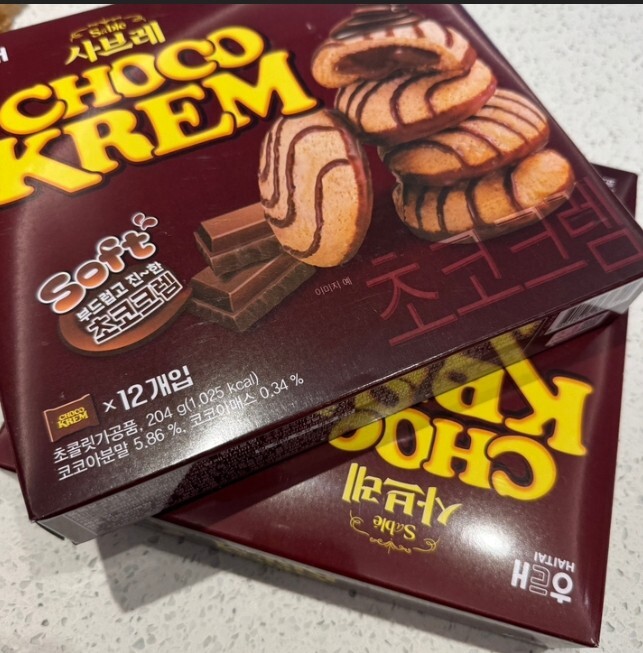 Sablé
사브레
CHOCO
KREM
Soft
부드럽고 진~한
초코크렘
이미지 예
초코크렘
CHOCO
KREM
x 12개입
초콜릿가공품, 204 g(1,025 kcal)
코코아분말 5.86 %, 코코아매스 0.34 %
해태
HAITAI
Sablé
사브레